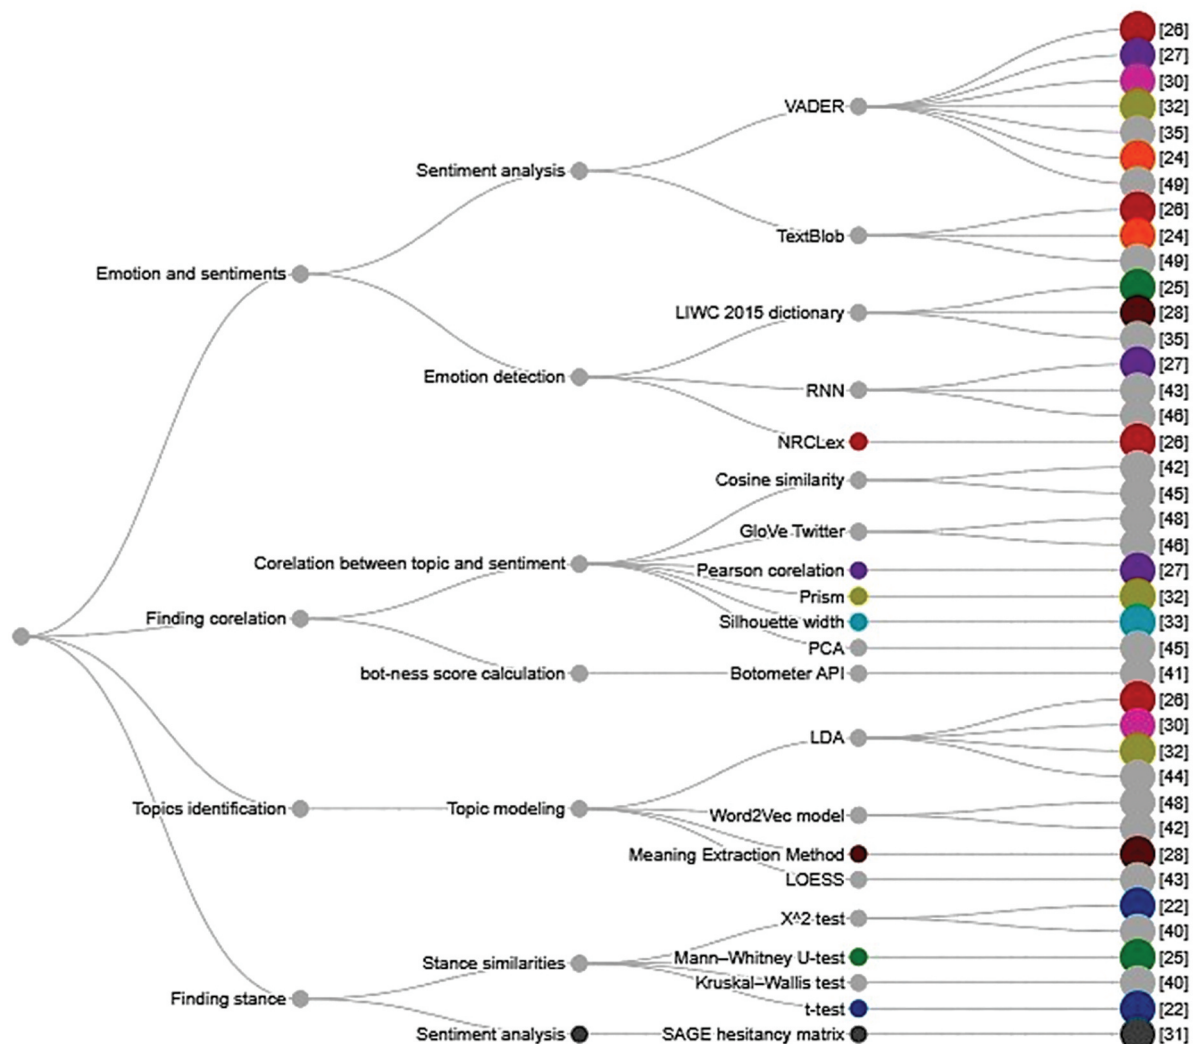 [26]
[27]
[30]
VADER [32]
[35]
[24]
Sentiment analysis
[49]
[26]
TextBlob [24]
[49]
Emotion and sentiments
[25]
LIWC 2015 dictionary [28]
[35]
[27]
Emotion detection
RNN [43]
[46]
NRCLex [26]
[42]
Cosine similarity
[45]
[48]
GloVe Twitter
[46]
Corelation between topic and sentiment
Pearson corelation [27]
Prism [32]
Finding corelation
Silhouette width [33]
PCA [45]
bot-ness score calculation Botometer API [41]
[26]
[30]
LDA
[32]
[44]
[48]
Topics identification Topic modeling
Word2Vec model
[42]
Meaning Extraction Method [28]
LOESS [43]
[22]
X^2 test
[40]
Stance similarities
Mann–Whitney U-test [25]
Kruskal–Wallis test [40]
Finding stance
t-test [22]
Sentiment analysis SAGE hesitancy matrix [31]